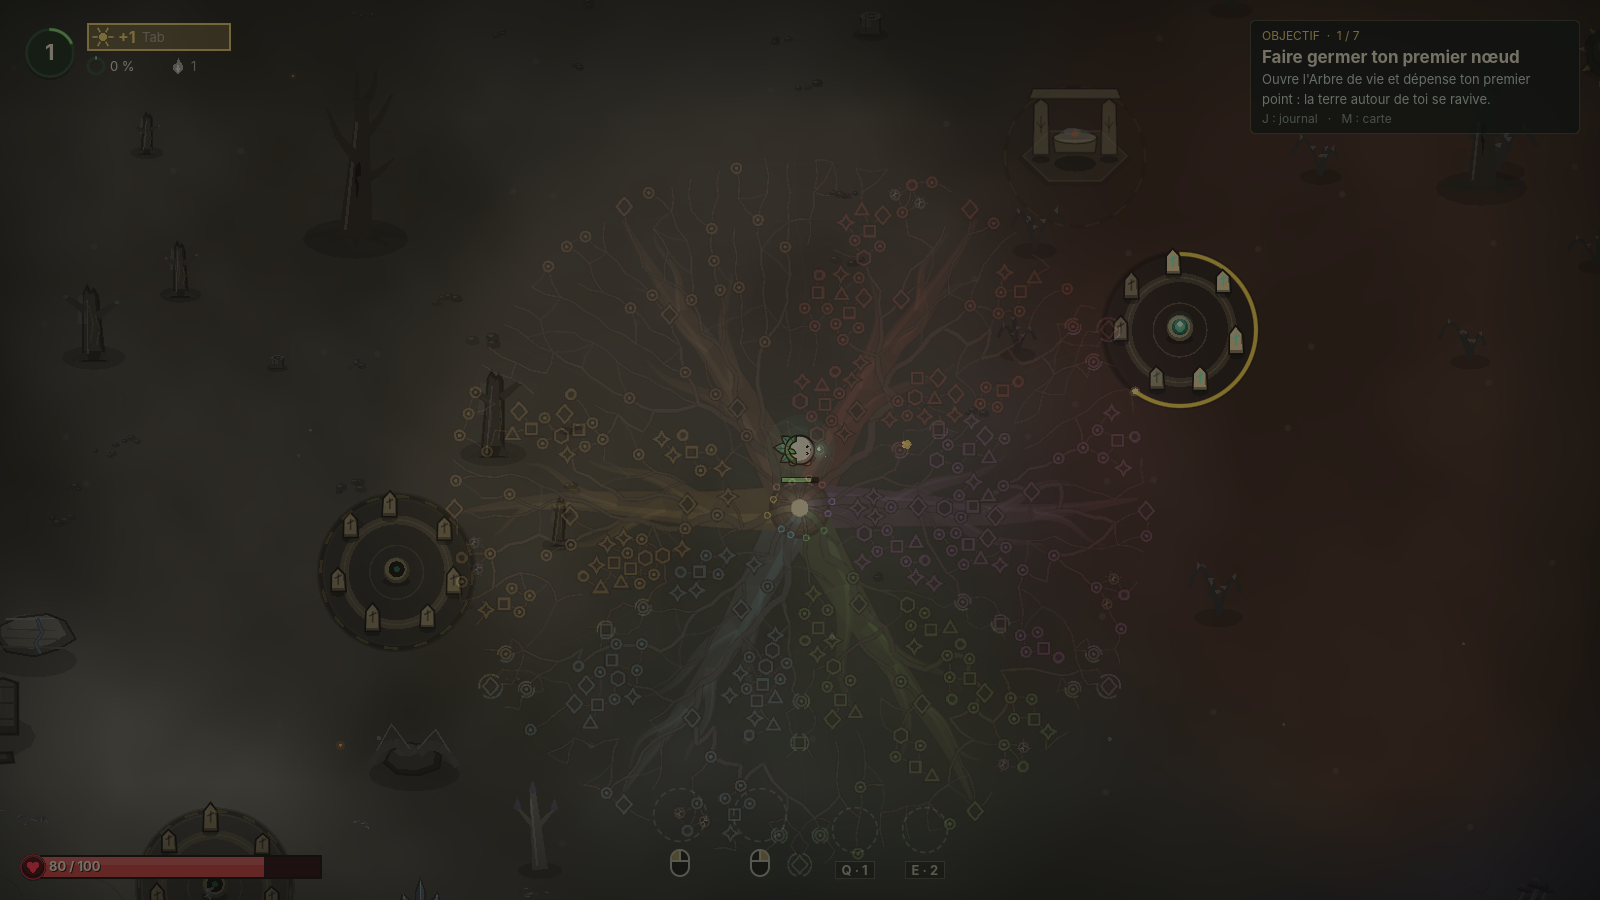 1
+1 Tab
0 %
1
OBJECTIF · 1 / 7
Faire germer ton premier nœud
Ouvre l'Arbre de vie et dépense ton premier
point : la terre autour de toi se ravive.
J : journal · M : carte
80 / 100
Q · 1
E · 2